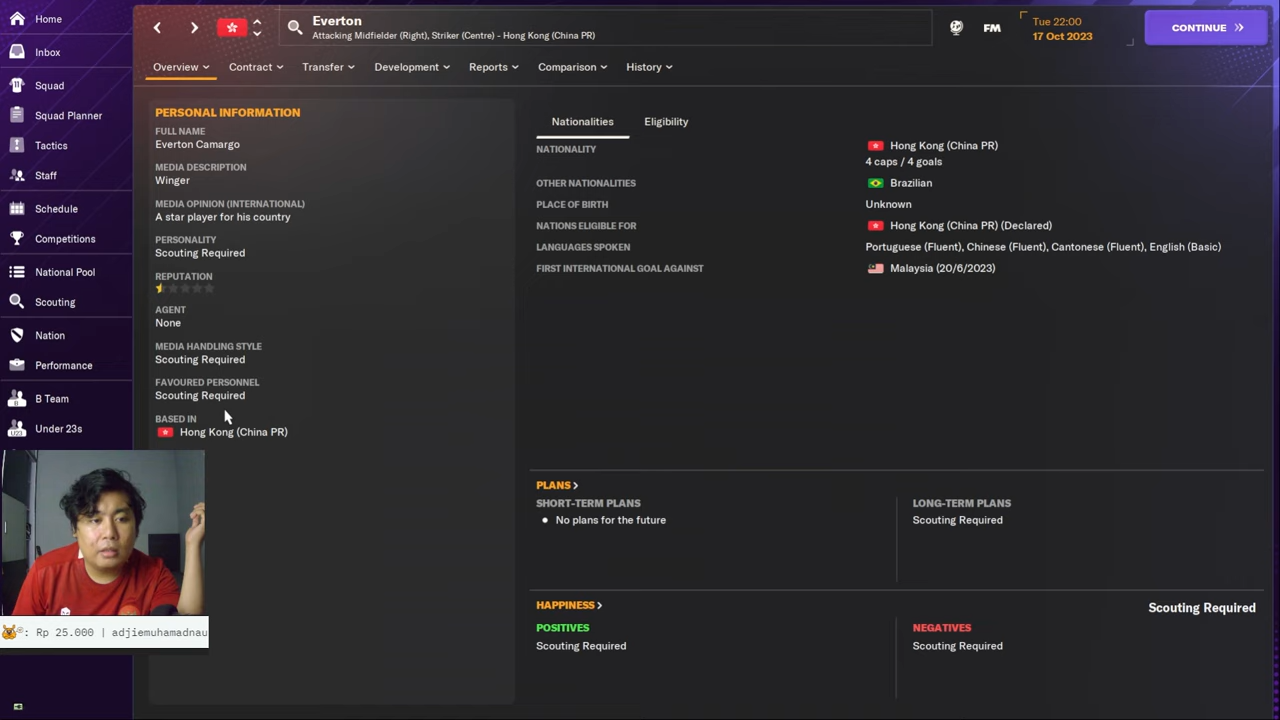 Home
Inbox
Squad
Squad Planner
Tactics
Staff
Schedule
Competitions
National Pool
Scouting
Nation
Performance
B Team
Under 23s
Everton
Attacking Midfielder (Right), Striker (Centre) - Hong Kong (China PR)
FM
Tue 22:00
17 Oct 2023
CONTINUE
Overview
Contract
Transfer
Development
Reports
Comparison
History
PERSONAL INFORMATION
FULL NAME
Everton Camargo
MEDIA DESCRIPTION
Winger
MEDIA OPINION (INTERNATIONAL)
A star player for his country
PERSONALITY
Scouting Required
REPUTATION
AGENT
None
MEDIA HANDLING STYLE
Scouting Required
FAVOURED PERSONNEL
Scouting Required
BASED IN
Hong Kong (China PR)
Nationalities
Eligibility
NATIONALITY
Hong Kong (China PR)
4 caps / 4 goals
OTHER NATIONALITIES
Brazilian
PLACE OF BIRTH
Unknown
NATIONS ELIGIBLE FOR
Hong Kong (China PR) (Declared)
LANGUAGES SPOKEN
Portuguese (Fluent), Chinese (Fluent), Cantonese (Fluent), English (Basic)
FIRST INTERNATIONAL GOAL AGAINST
Malaysia (20/6/2023)
PLANS
SHORT-TERM PLANS
No plans for the future
LONG-TERM PLANS
Scouting Required
HAPPINESS
Scouting Required
POSITIVES
Scouting Required
NEGATIVES
Scouting Required
: Rp 25.000 | adjiemuhamadnau